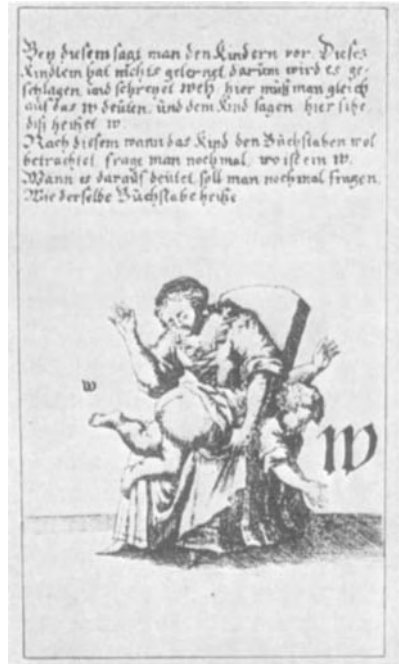 Bey diesem sagt man den Kindern vor. Dieses
Kindlein hat nichts gelernet darum wird es ge-
schlagen und schreyet weh, hier muß man gleich
auf das w deuten, und dem Kind sagen hier sihe
diß heißet w.
Nach diesem wann das Kind den Buchstaben wol
betrachtet, frage man nochmal, wo ist ein w.
Wann es darauf deutet soll man nochmal fragen.
Wie derselbe Buchstabe heiße
w
W